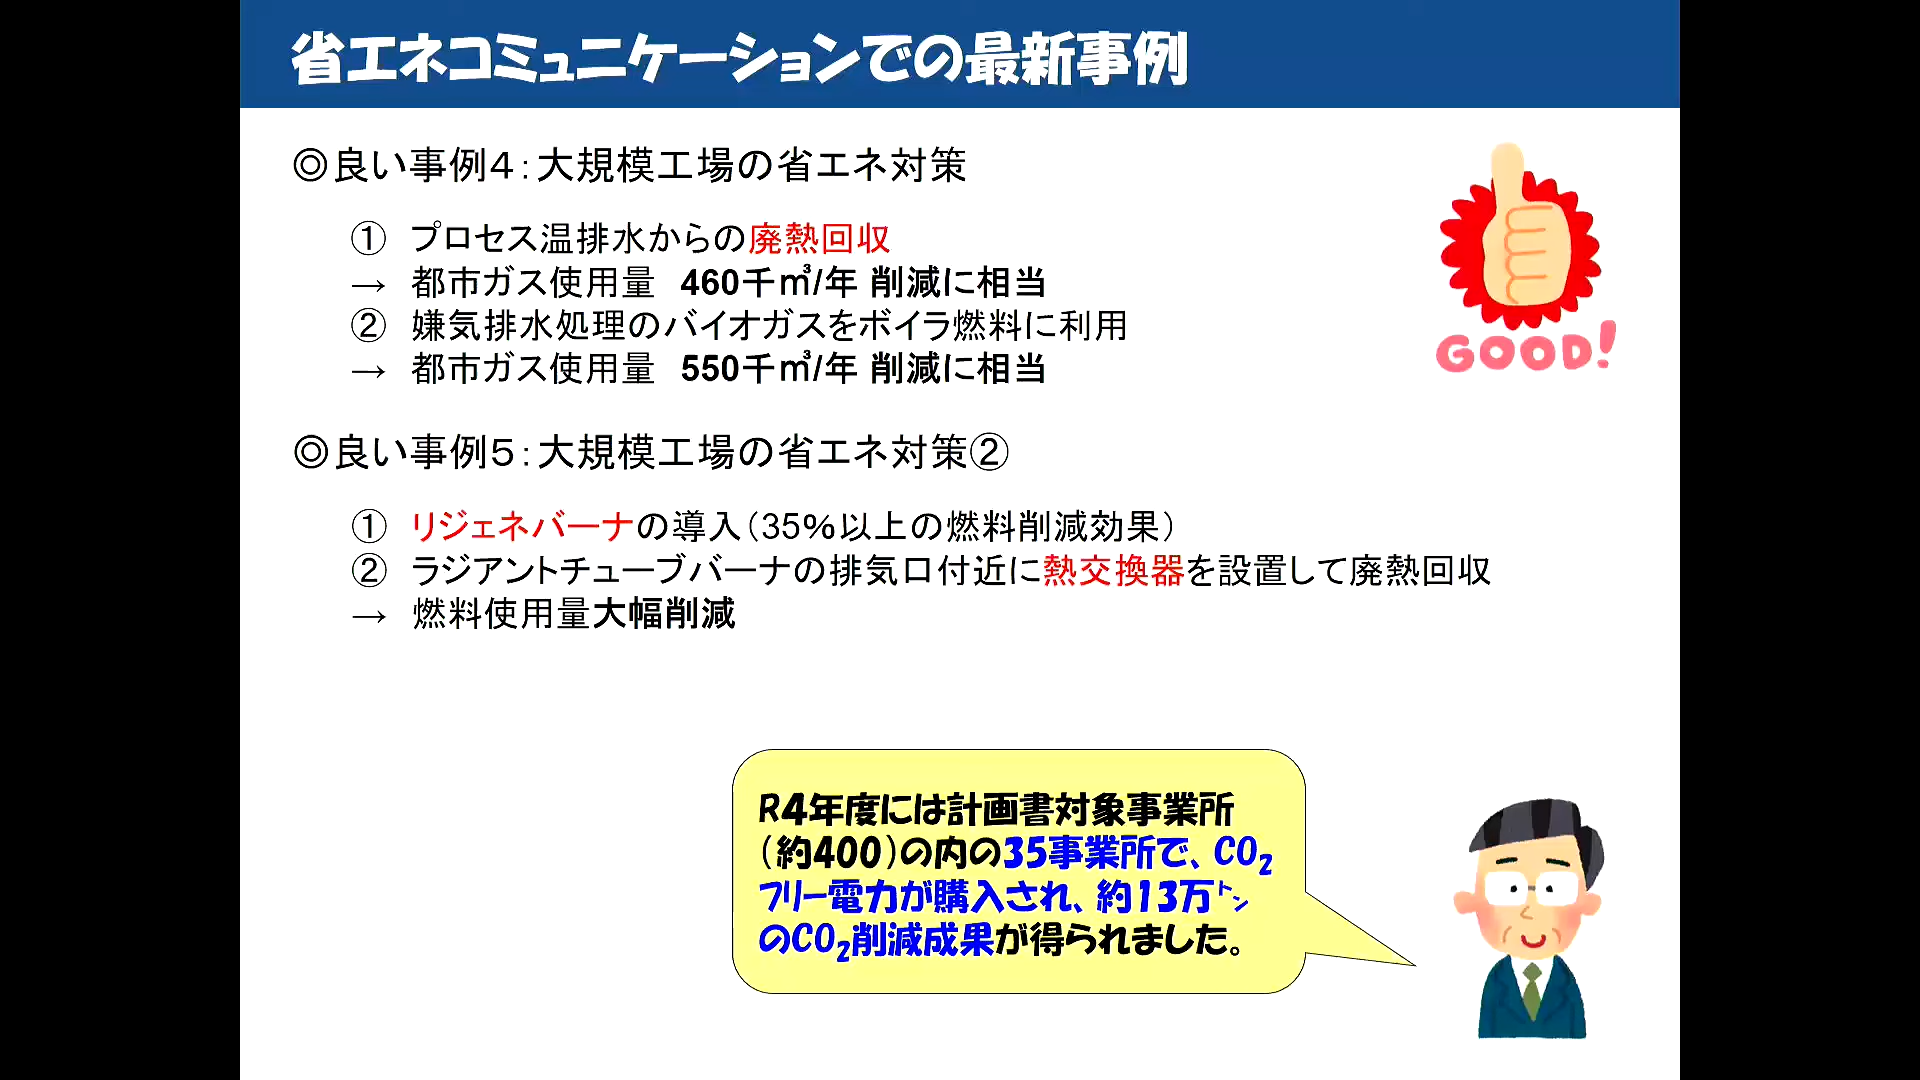 省エネコミュニケーションでの最新事例
◎良い事例４：大規模工場の省エネ対策
① プロセス温排水からの廃熱回収
→ 都市ガス使用量 460千㎥/年 削減に相当
② 嫌気排水処理のバイオガスをボイラ燃料に利用
→ 都市ガス使用量 550千㎥/年 削減に相当
GOOD!
◎良い事例５：大規模工場の省エネ対策②
① リジェネバーナの導入（35％以上の燃料削減効果）
② ラジアントチューブバーナの排気口付近に熱交換器を設置して廃熱回収
→ 燃料使用量大幅削減
R4年度には計画書対象事業所
（約400）の内の35事業所で、CO₂
フリー電力が購入され、約13万㌧
のCO₂削減成果が得られました。